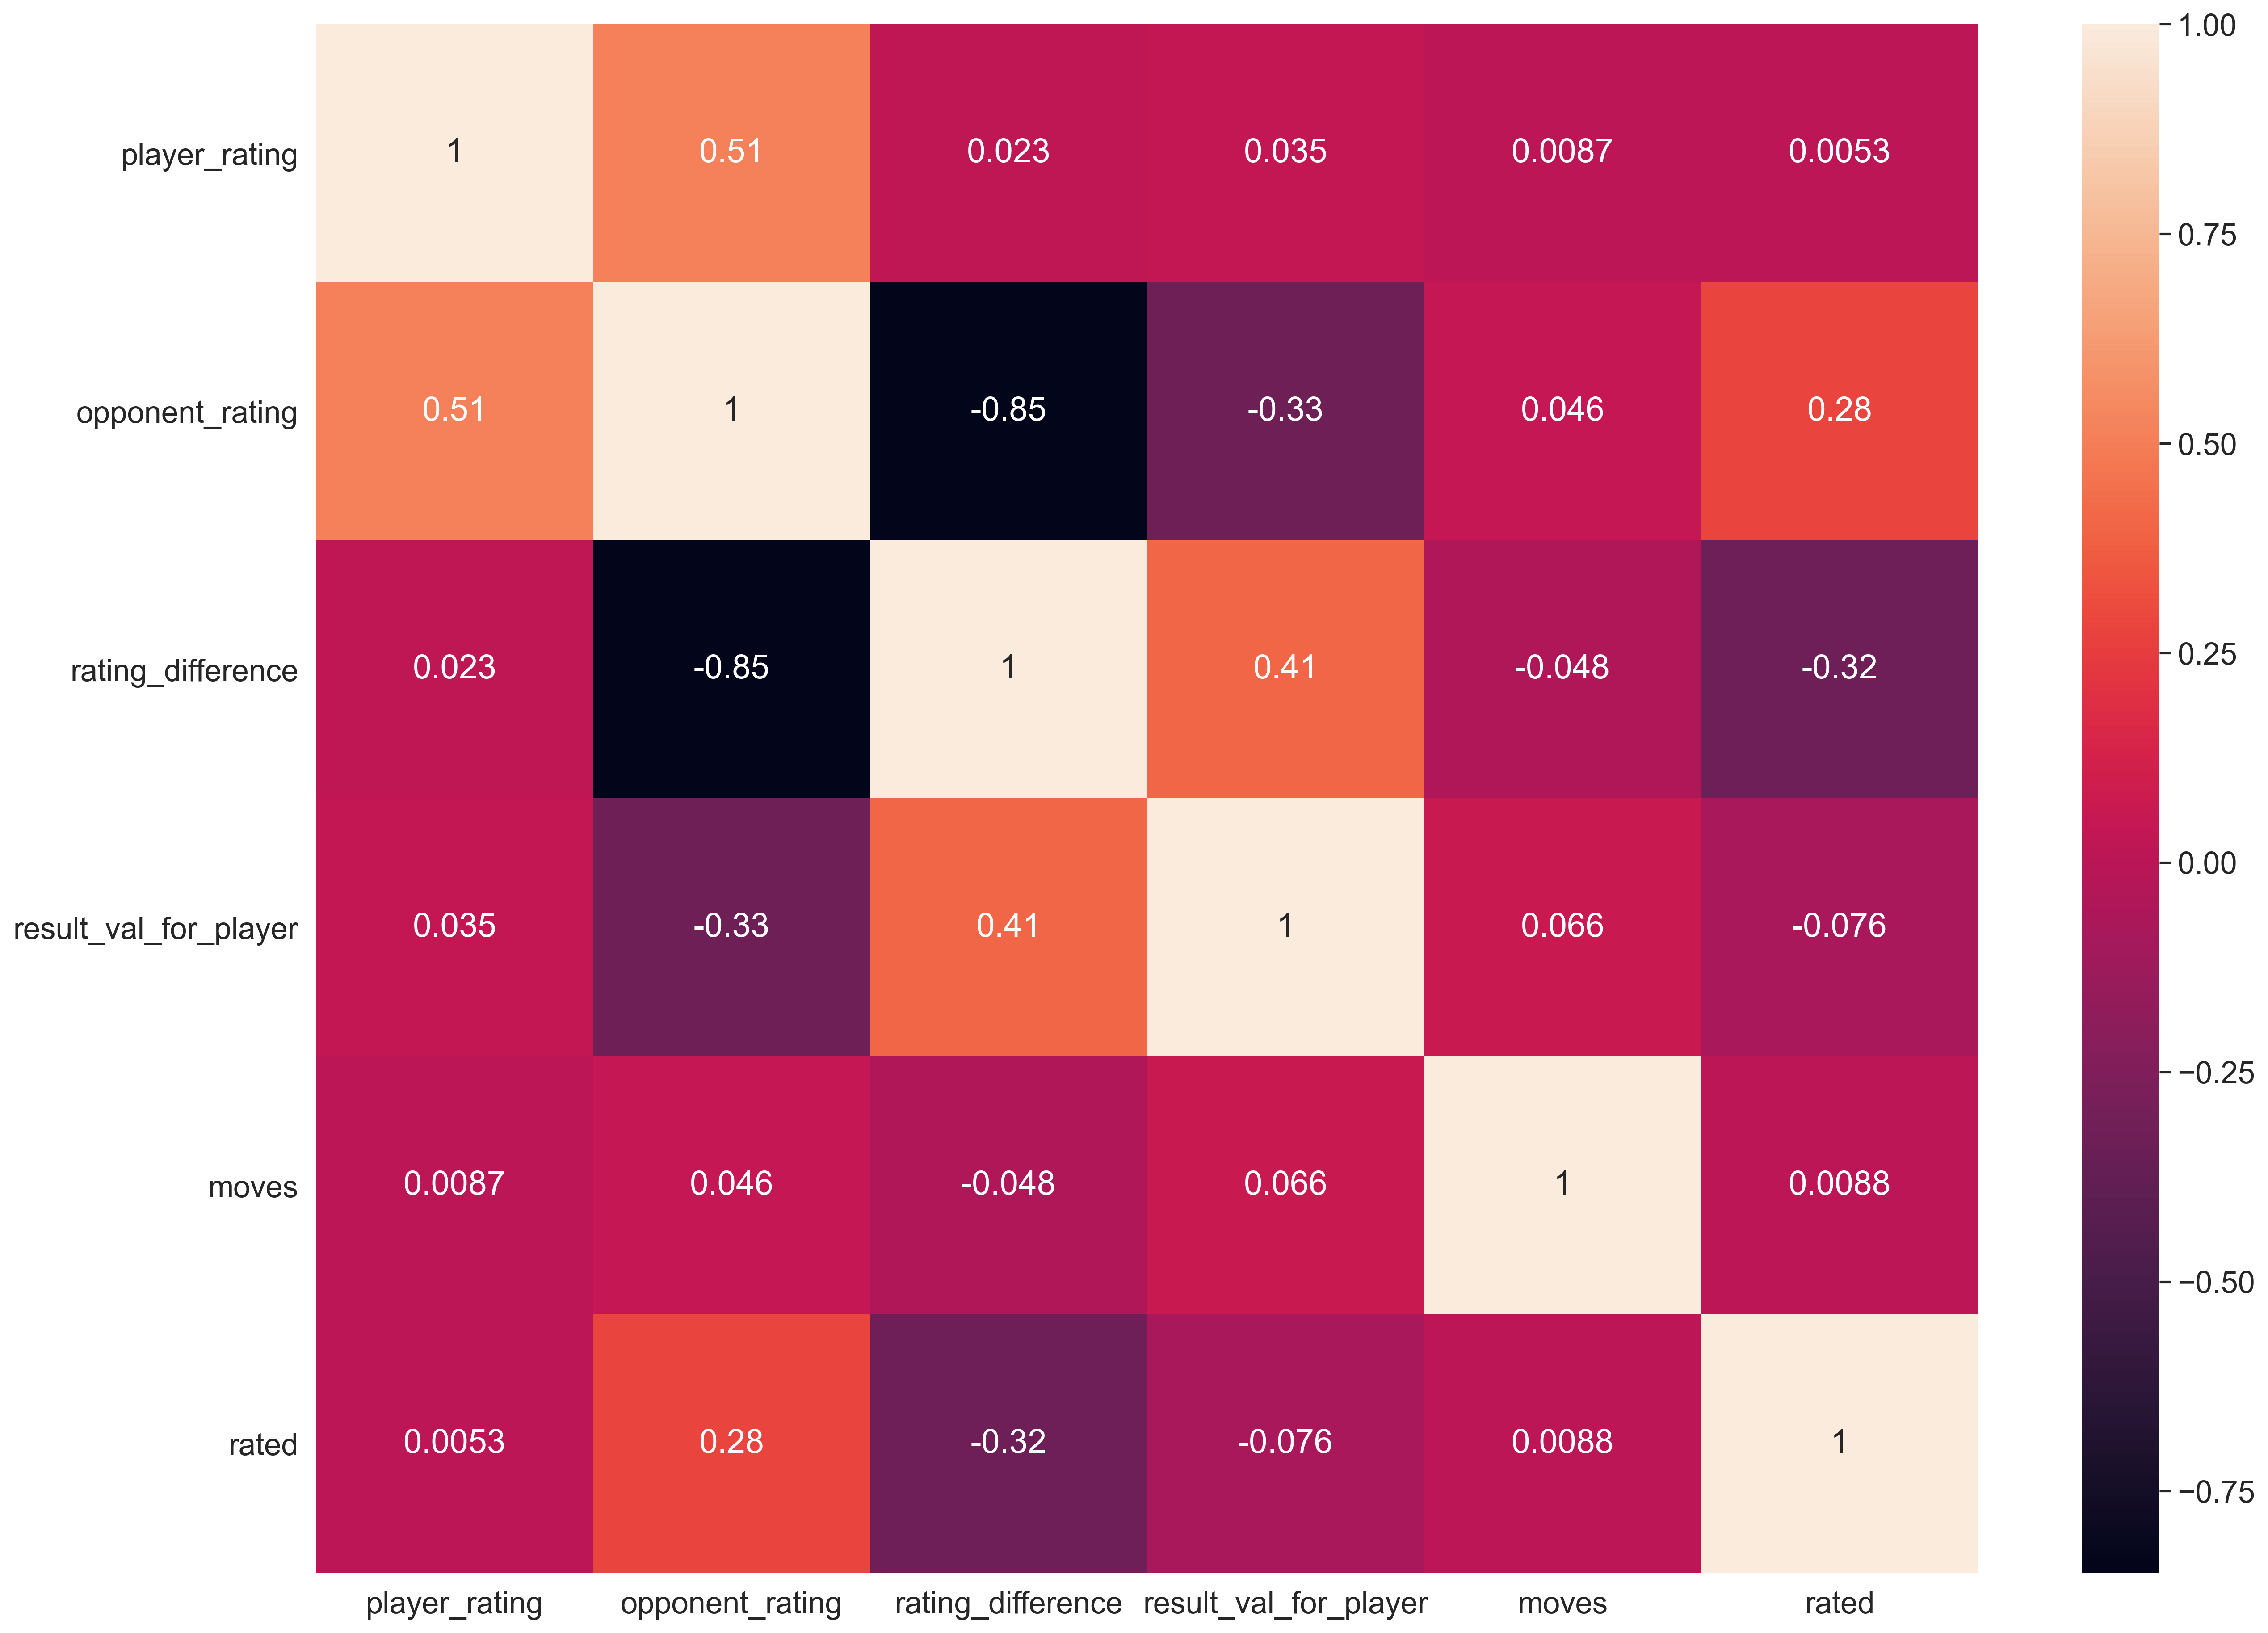 player_rating 1 0.51 0.023 0.035 0.0087 0.0053
opponent_rating 0.51 1 -0.85 -0.33 0.046 0.28
rating_difference 0.023 -0.85 1 0.41 -0.048 -0.32
result_val_for_player 0.035 -0.33 0.41 1 0.066 -0.076
moves 0.0087 0.046 -0.048 0.066 1 0.0088
rated 0.0053 0.28 -0.32 -0.076 0.0088 1
player_rating opponent_rating rating_difference result_val_for_player moves rated
1.00
0.75
0.50
0.25
0.00
−0.25
−0.50
−0.75